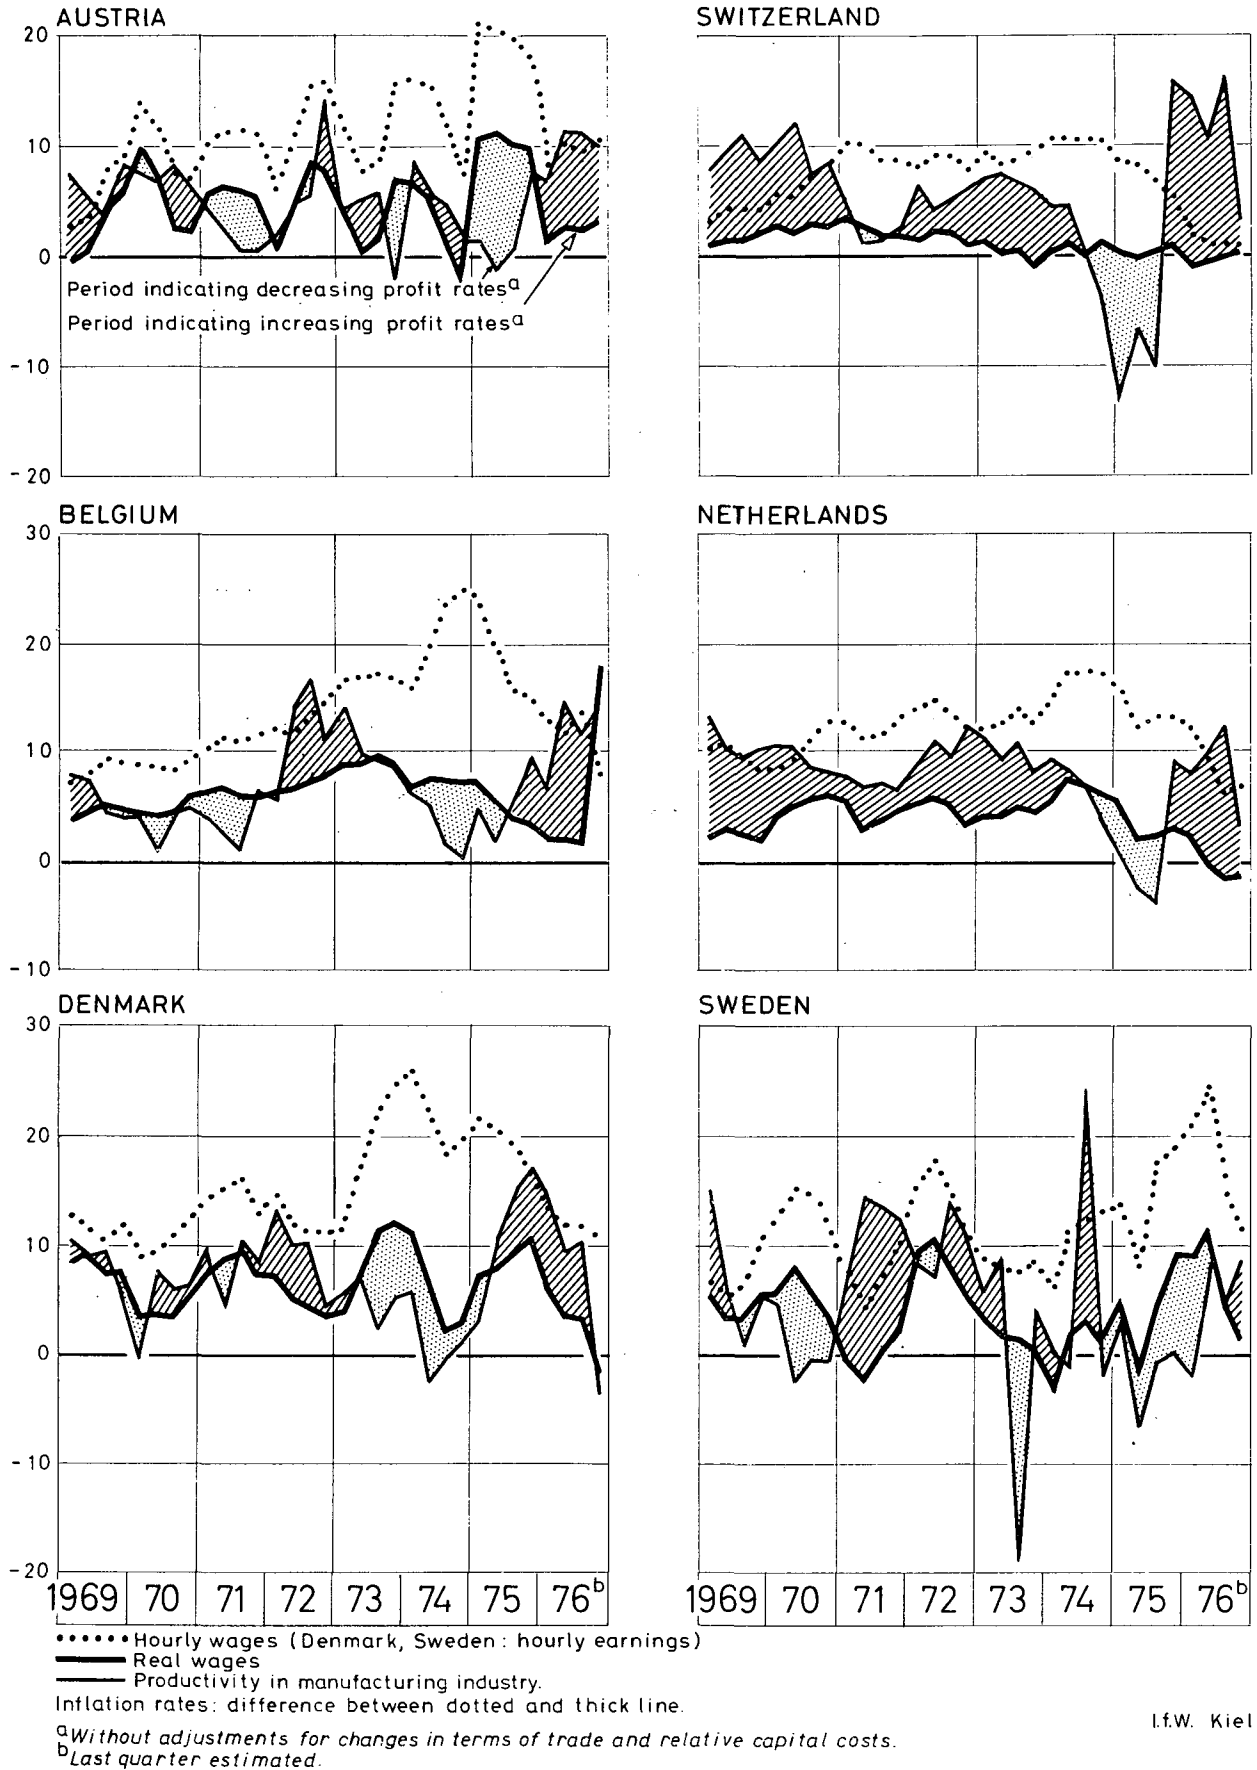 AUSTRIA
SWITZERLAND
20
10
0
Period indicating decreasing profit rates a
Period indicating increasing profit rates a
-10
-20
BELGIUM
NETHERLANDS
30
20
10
0
-10
DENMARK
SWEDEN
30
20
10
0
-10
-20
1969 70 71 72 73 74 75 76 b
1969 70 71 72 73 74 75 76 b
Hourly wages (Denmark, Sweden: hourly earnings)
Real wages
Productivity in manufacturing industry.
Inflation rates: difference between dotted and thick line.
I.f.W. Kiel
a Without adjustments for changes in terms of trade and relative capital costs.
b Last quarter estimated.